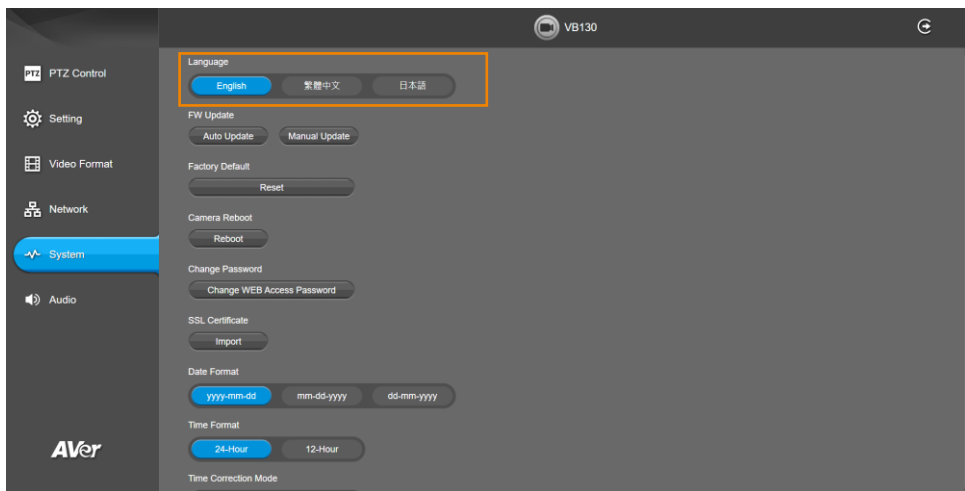 VB130
PTZ PTZ Control
Setting
Video Format
Network
System
Audio
AVer
Language
English 繁體中文 日本語
FW Update
Auto Update Manual Update
Factory Default
Reset
Camera Reboot
Reboot
Change Password
Change WEB Access Password
SSL Certificate
Import
Date Format
yyyy-mm-dd mm-dd-yyyy dd-mm-yyyy
Time Format
24-Hour 12-Hour
Time Correction Mode